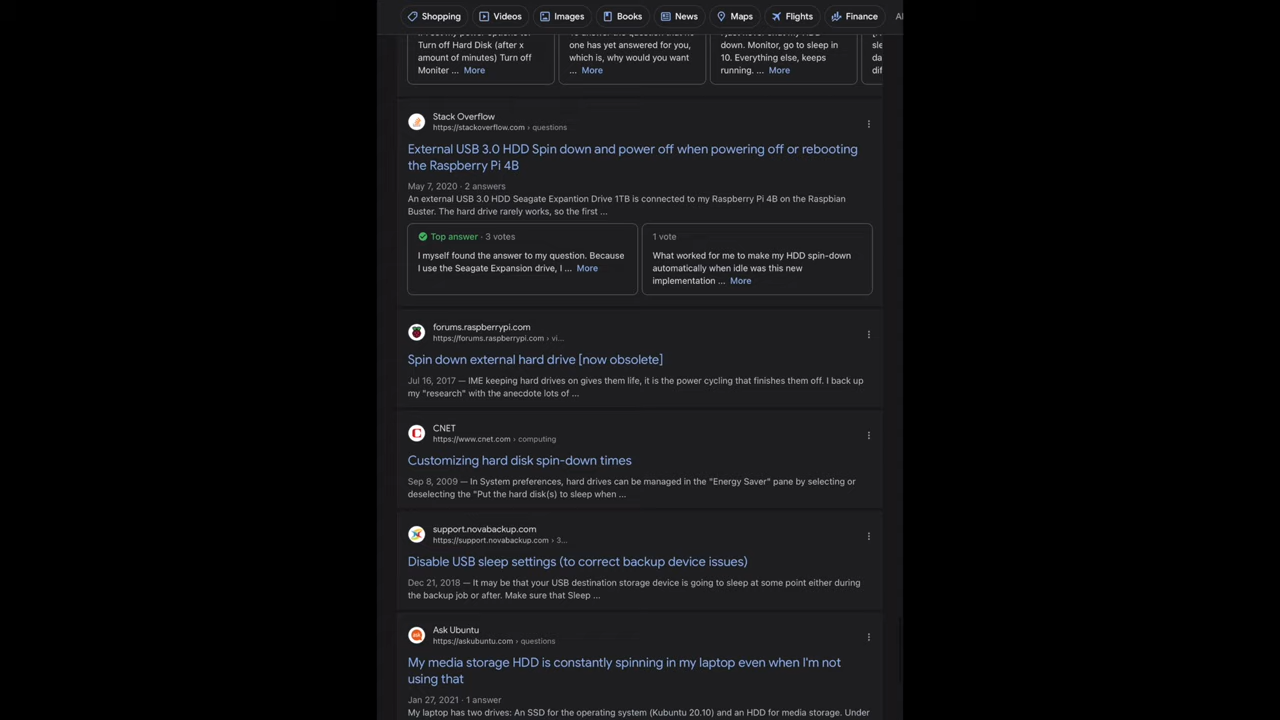 Shopping Videos Images Books News Maps Flights Finance
Turn off Hard Disk (after x
amount of minutes) Turn off
Moniter ... More
one has yet answered for you,
which is, why would you want
... More
down. Monitor, go to sleep in
10. Everything else, keeps
running. ... More
Stack Overflow
https://stackoverflow.com › questions
External USB 3.0 HDD Spin down and power off when powering off or rebooting
the Raspberry Pi 4B
May 7, 2020 · 2 answers
An external USB 3.0 HDD Seagate Expantion Drive 1TB is connected to my Raspberry Pi 4B on the Raspbian
Buster. The hard drive rarely works, so the first ...
Top answer · 3 votes
I myself found the answer to my question. Because
I use the Seagate Expansion drive, I ... More
1 vote
What worked for me to make my HDD spin-down
automatically when idle was this new
implementation ... More
forums.raspberrypi.com
https://forums.raspberrypi.com › vi...
Spin down external hard drive [now obsolete]
Jul 16, 2017 — IME keeping hard drives on gives them life, it is the power cycling that finishes them off. I back up
my "research" with the anecdote lots of ...
CNET
https://www.cnet.com › computing
Customizing hard disk spin-down times
Sep 8, 2009 — In System preferences, hard drives can be managed in the "Energy Saver" pane by selecting or
deselecting the "Put the hard disk(s) to sleep when ...
support.novabackup.com
https://support.novabackup.com › 3...
Disable USB sleep settings (to correct backup device issues)
Dec 21, 2018 — It may be that your USB destination storage device is going to sleep at some point either during
the backup job or after. Make sure that Sleep ...
Ask Ubuntu
https://askubuntu.com › questions
My media storage HDD is constantly spinning in my laptop even when I'm not
using that
Jan 27, 2021 · 1 answer
My laptop has two drives: An SSD for the operating system (Kubuntu 20.10) and an HDD for media storage. Under